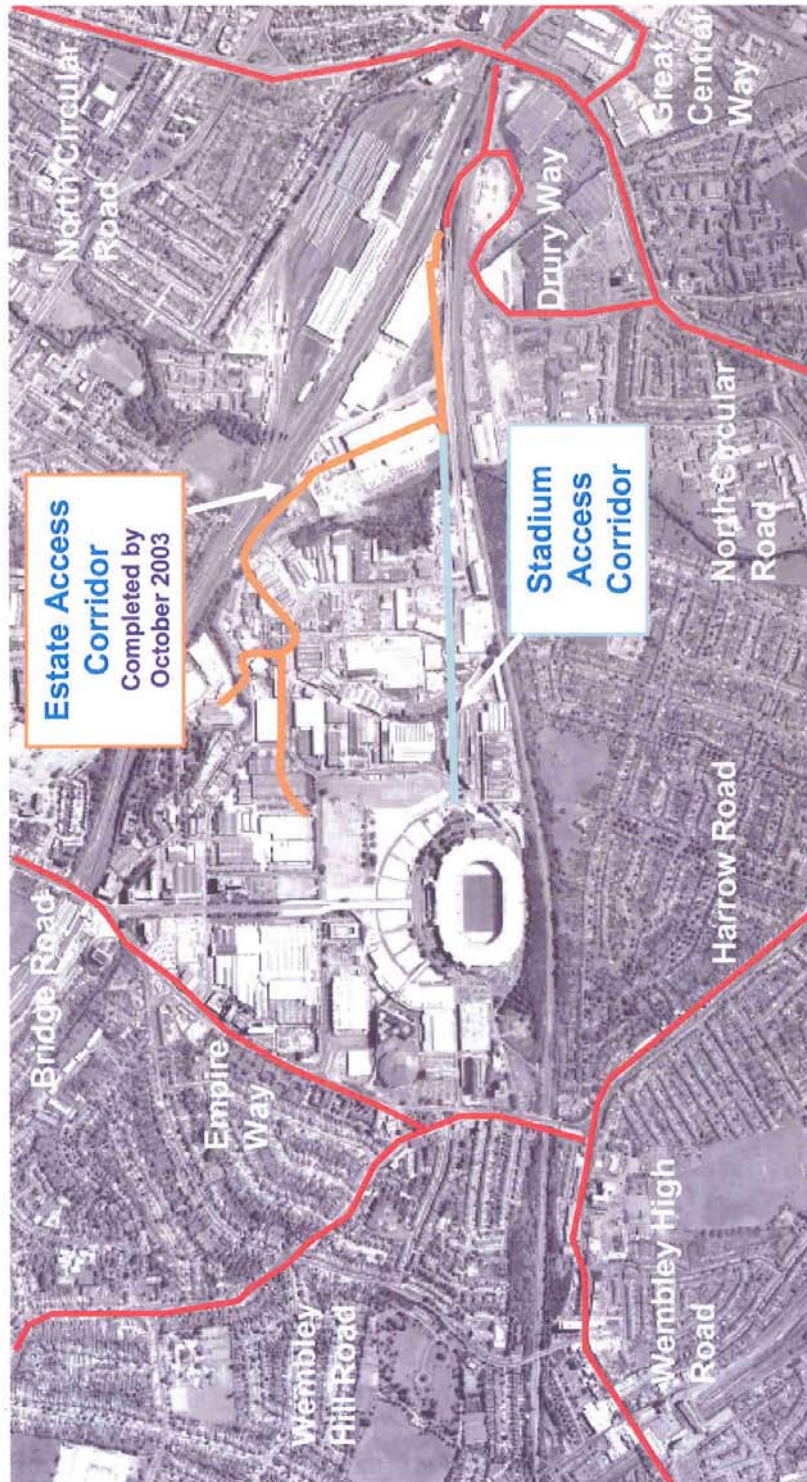 Bridge Road
North Circular
Road
Estate Access
Corridor
Completed by
October 2003
Empire
Way
Wembley
Hill Road
Stadium
Access
Corridor
Drury Way
Great
Central
Way
Wembley High
Road
Harrow Road
North Circular
Road